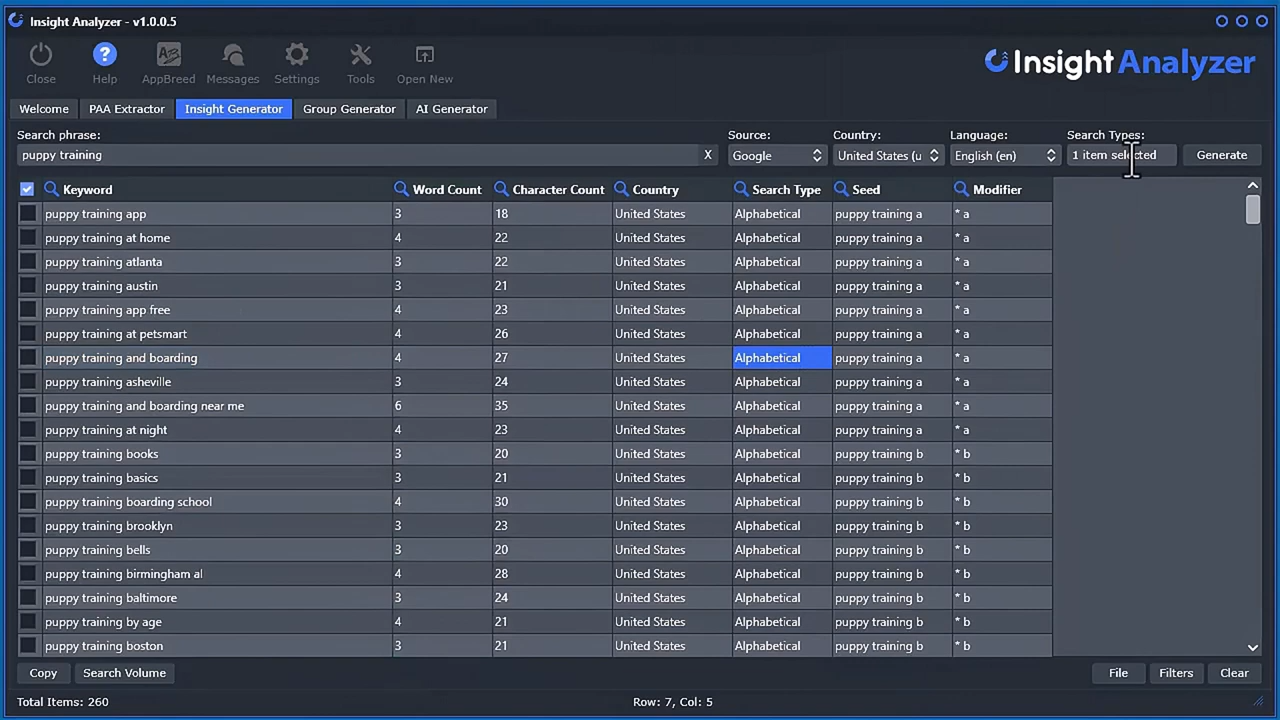 Insight Analyzer - v1.0.0.5
Close Help AppBreed Messages Settings Tools Open New
Insight Analyzer
Welcome PAA Extractor Insight Generator Group Generator AI Generator
Search phrase: Source: Country: Language: Search Types:
puppy training X Google United States (u English (en) 1 item selected Generate
Keyword Word Count Character Count Country Search Type Seed Modifier
puppy training app 3 18 United States Alphabetical puppy training a * a
puppy training at home 4 22 United States Alphabetical puppy training a * a
puppy training atlanta 3 22 United States Alphabetical puppy training a * a
puppy training austin 3 21 United States Alphabetical puppy training a * a
puppy training app free 4 23 United States Alphabetical puppy training a * a
puppy training at petsmart 4 26 United States Alphabetical puppy training a * a
puppy training and boarding 4 27 United States Alphabetical puppy training a * a
puppy training asheville 3 24 United States Alphabetical puppy training a * a
puppy training and boarding near me 6 35 United States Alphabetical puppy training a * a
puppy training at night 4 23 United States Alphabetical puppy training a * a
puppy training books 3 20 United States Alphabetical puppy training b * b
puppy training basics 3 21 United States Alphabetical puppy training b * b
puppy training boarding school 4 30 United States Alphabetical puppy training b * b
puppy training brooklyn 3 23 United States Alphabetical puppy training b * b
puppy training bells 3 20 United States Alphabetical puppy training b * b
puppy training birmingham al 4 28 United States Alphabetical puppy training b * b
puppy training baltimore 3 24 United States Alphabetical puppy training b * b
puppy training by age 4 21 United States Alphabetical puppy training b * b
puppy training boston 3 21 United States Alphabetical puppy training b * b
Copy Search Volume File Filters Clear
Total Items: 260 Row: 7, Col: 5